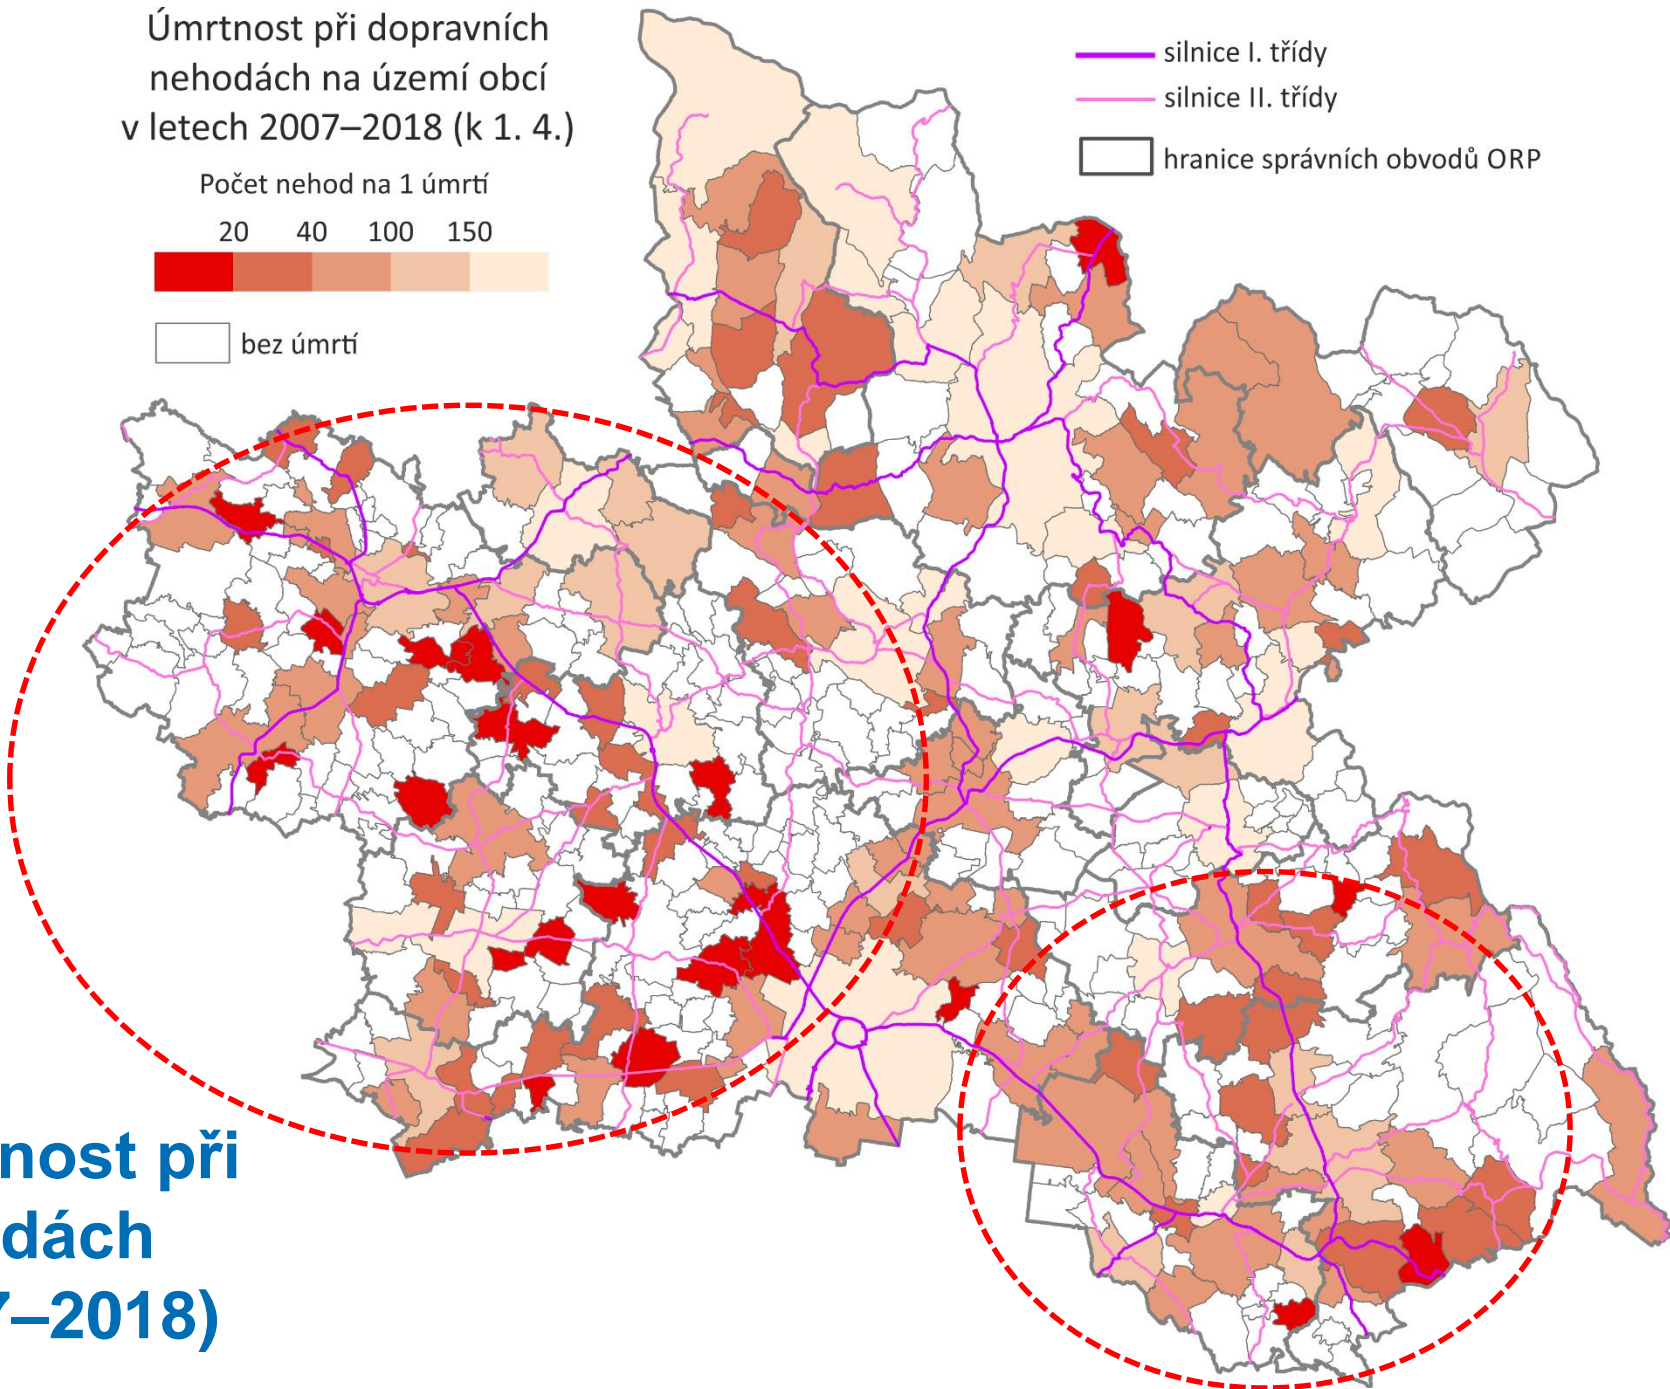 Úmrtnost při dopravních
nehodách na území obcí
v letech 2007–2018 (k 1. 4.)
Počet nehod na 1 úmrtí
20 40 100 150
bez úmrtí
silnice I. třídy
silnice II. třídy
hranice správních obvodů ORP
nost při
dách
7–2018)